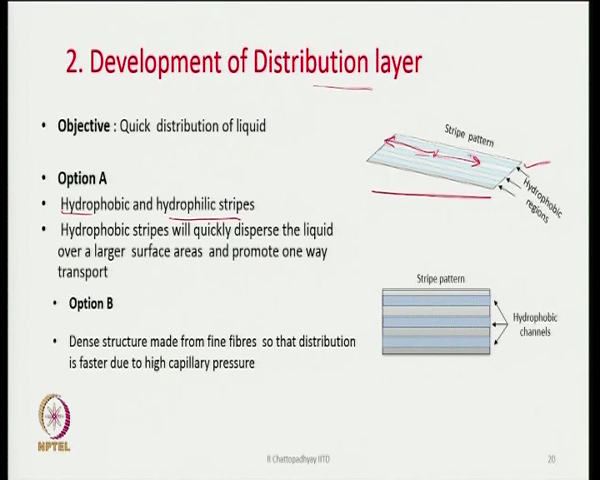 2. Development of Distribution layer
• Objective : Quick distribution of liquid
• Option A
• Hydrophobic and hydrophilic stripes
• Hydrophobic stripes will quickly disperse the liquid
over a larger surface areas and promote one way
transport
• Option B
• Dense structure made from fine fibres so that distribution
is faster due to high capillary pressure
Stripe pattern
Hydrophobic
regions
Stripe pattern
Hydrophobic
channels
NPTEL
R Chattopadhyay IITD
20